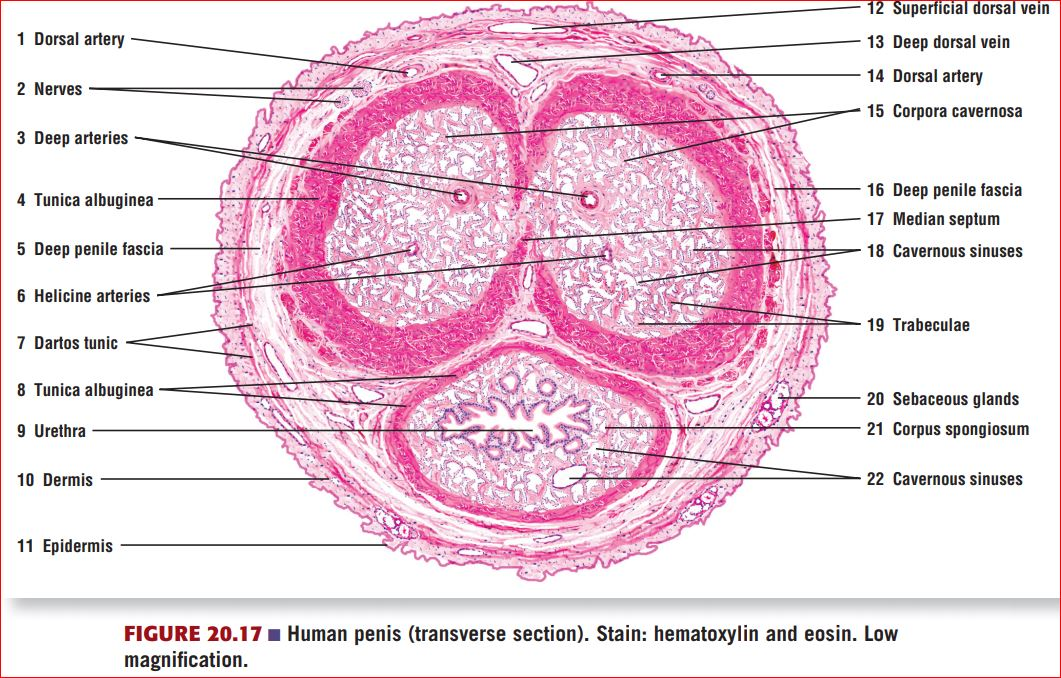 1 Dorsal artery
2 Nerves
3 Deep arteries
4 Tunica albuginea
5 Deep penile fascia
6 Helicine arteries
7 Dartos tunic
8 Tunica albuginea
9 Urethra
10 Dermis
11 Epidermis
12 Superficial dorsal vein
13 Deep dorsal vein
14 Dorsal artery
15 Corpora cavernosa
16 Deep penile fascia
17 Median septum
18 Cavernous sinuses
19 Trabeculae
20 Sebaceous glands
21 Corpus spongiosum
22 Cavernous sinuses
FIGURE 20.17 ■ Human penis (transverse section). Stain: hematoxylin and eosin. Low
magnification.